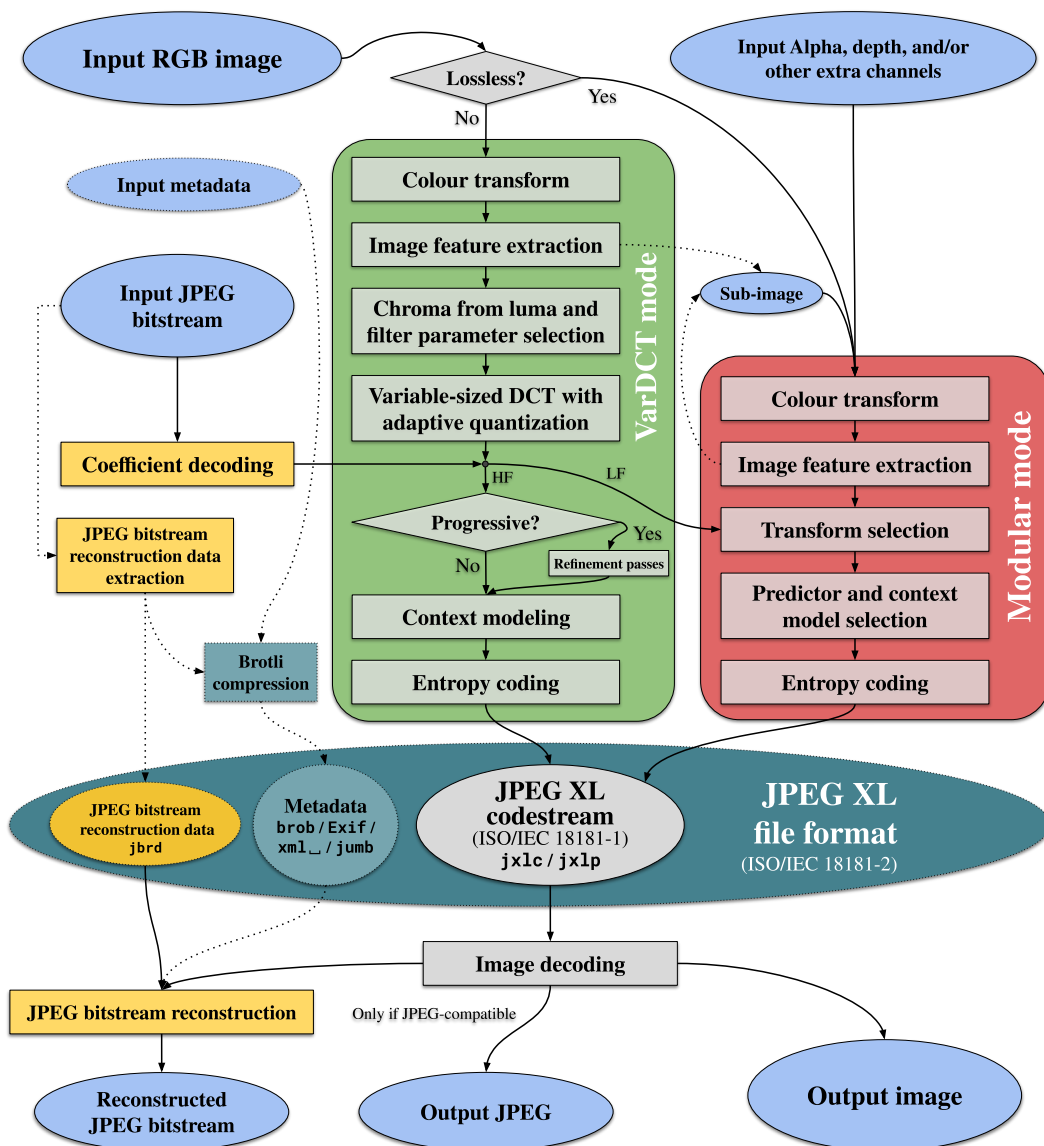 Input RGB image
Lossless?
Yes
No
Input Alpha, depth, and/or
other extra channels
Input metadata
Input JPEG
bitstream
Colour transform
Image feature extraction
Chroma from luma and
filter parameter selection
Variable-sized DCT with
adaptive quantization
VarDCT mode
Sub-image
Coefficient decoding
HF
LF
Progressive?
Yes
No
Refinement passes
Context modeling
Entropy coding
Colour transform
Image feature extraction
Transform selection
Predictor and context
model selection
Entropy coding
Modular mode
JPEG bitstream
reconstruction data
extraction
Brotli
compression
JPEG bitstream
reconstruction data
jbrd
Metadata
brob / Exif /
xml␣ / jumb
JPEG XL
codestream
(ISO/IEC 18181-1)
jxlc / jxlp
JPEG XL
file format
(ISO/IEC 18181-2)
Image decoding
JPEG bitstream reconstruction
Only if JPEG-compatible
Reconstructed
JPEG bitstream
Output JPEG
Output image